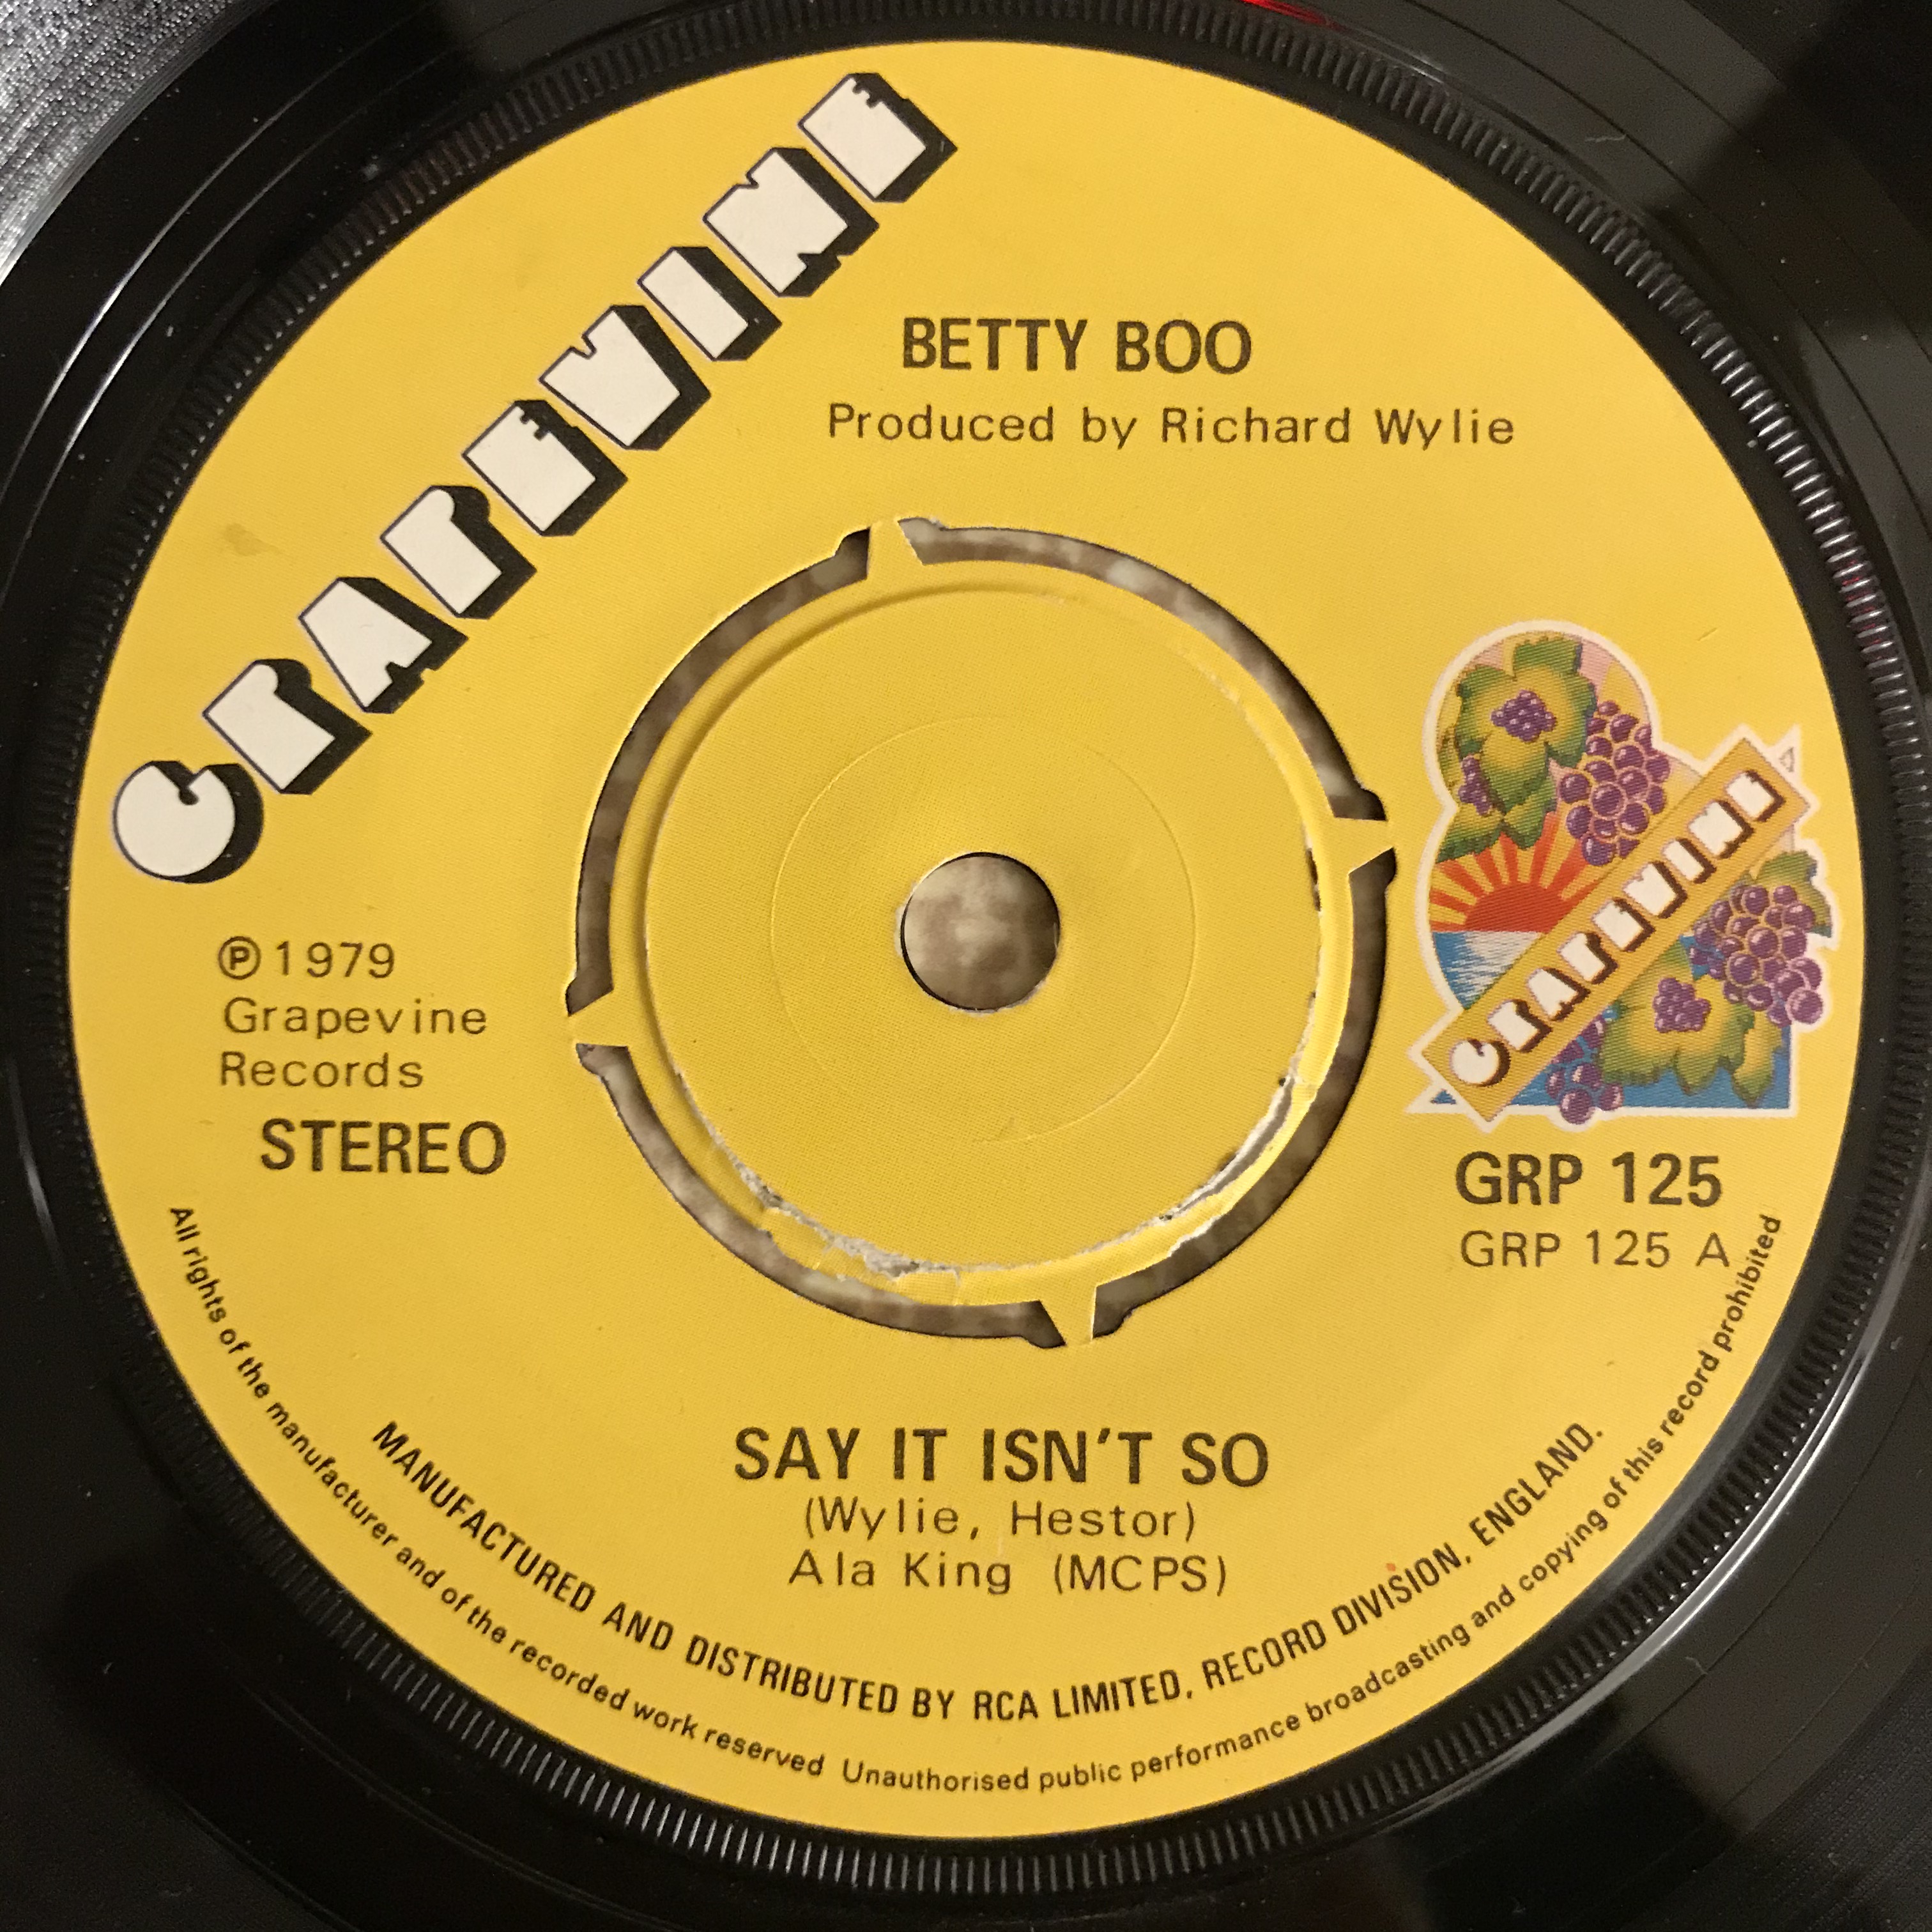 GRAPEVINE
BETTY BOO
Produced by Richard Wylie
GRAPEVINE
Ⓟ1979
Grapevine
Records
STEREO
GRP 125
GRP 125 A
SAY IT ISN'T SO
(Wylie, Hestor)
Ala King (MCPS)
MANUFACTURED AND DISTRIBUTED BY RCA LIMITED, RECORD DIVISION, ENGLAND.
All rights of the manufacturer and of the recorded work reserved Unauthorised public performance broadcasting and copying of this record prohibited